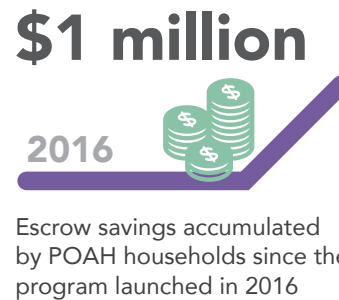 $1 million
2016
Escrow savings accumulated
by POAH households since the
program launched in 2016